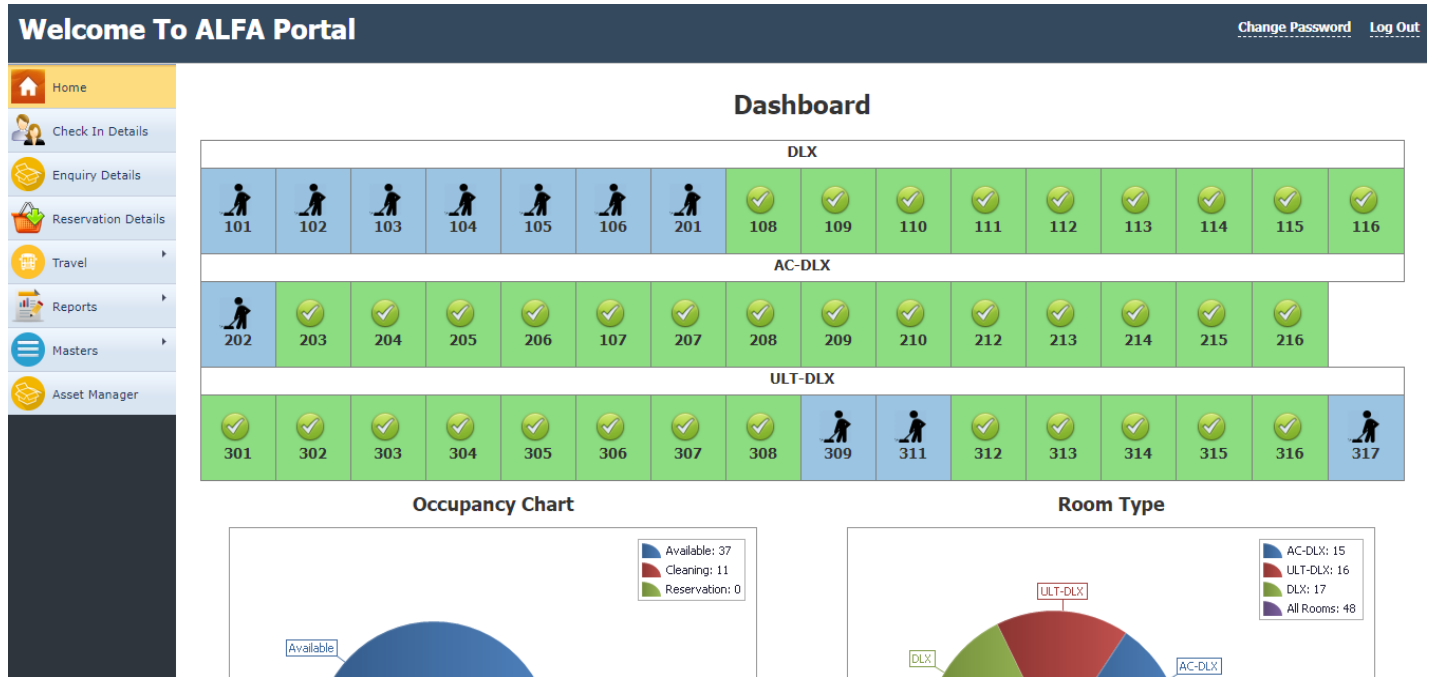 Welcome To ALFA Portal
Change Password Log Out
Home
Check In Details
Enquiry Details
Reservation Details
Travel
Reports
Masters
Asset Manager
Dashboard
DLX
101 102 103 104 105 106 201 108 109 110 111 112 113 114 115 116
AC-DLX
202 203 204 205 206 107 207 208 209 210 212 213 214 215 216
ULT-DLX
301 302 303 304 305 306 307 308 309 311 312 313 314 315 316 317
Occupancy Chart
Available: 37
Cleaning: 11
Reservation: 0
Available
Room Type
AC-DLX: 15
ULT-DLX: 16
DLX: 17
All Rooms: 48
ULT-DLX
DLX
AC-DLX